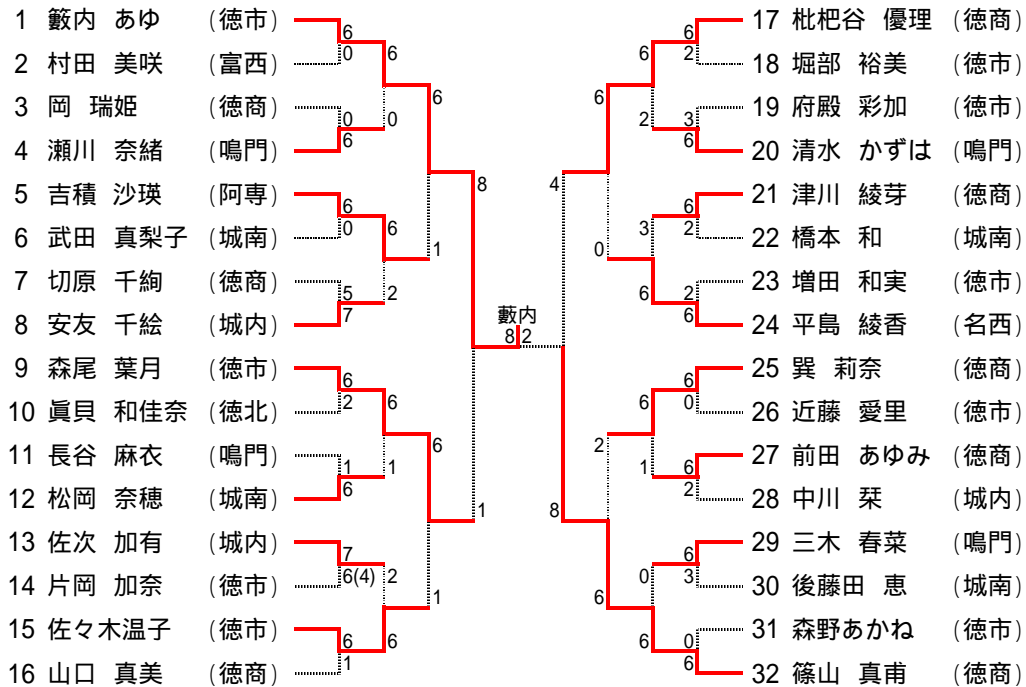 1 籔内 あゆ (徳市)
2 村田 美咲 (富西)
3 岡 瑞姫 (徳商)
4 瀬川 奈緒 (鳴門)
5 吉積 沙瑛 (阿専)
6 武田 真梨子 (城南)
7 切原 千絢 (徳商)
8 安友 千絵 (城内)
9 森尾 葉月 (徳市)
10 眞貝 和佳奈 (徳北)
11 長谷 麻衣 (鳴門)
12 松岡 奈穂 (城南)
13 佐次 加有 (城内)
14 片岡 加奈 (徳市)
15 佐々木温子 (徳市)
16 山口 真美 (徳商)
6
0
0
6
6
0
5
7
6
2
1
6
7
6(4)
6
1
6
0
6
2
6
1
2
6
6
1
6
1
8
1
籔内
8 2
4
8
6
0
2
6
6
2
3
6
6
1
0
6
6
2
3
6
6
2
2
6
6
0
6
2
6
3
0
6
17 枇杷谷 優理 (徳商)
18 堀部 裕美 (徳市)
19 府殿 彩加 (徳市)
20 清水 かずは (鳴門)
21 津川 綾芽 (徳商)
22 橋本 和 (城南)
23 増田 和実 (徳市)
24 平島 綾香 (名西)
25 巽 莉奈 (徳商)
26 近藤 愛里 (徳市)
27 前田 あゆみ (徳商)
28 中川 栞 (城内)
29 三木 春菜 (鳴門)
30 後藤田 恵 (城南)
31 森野あかね (徳市)
32 篠山 真甫 (徳商)